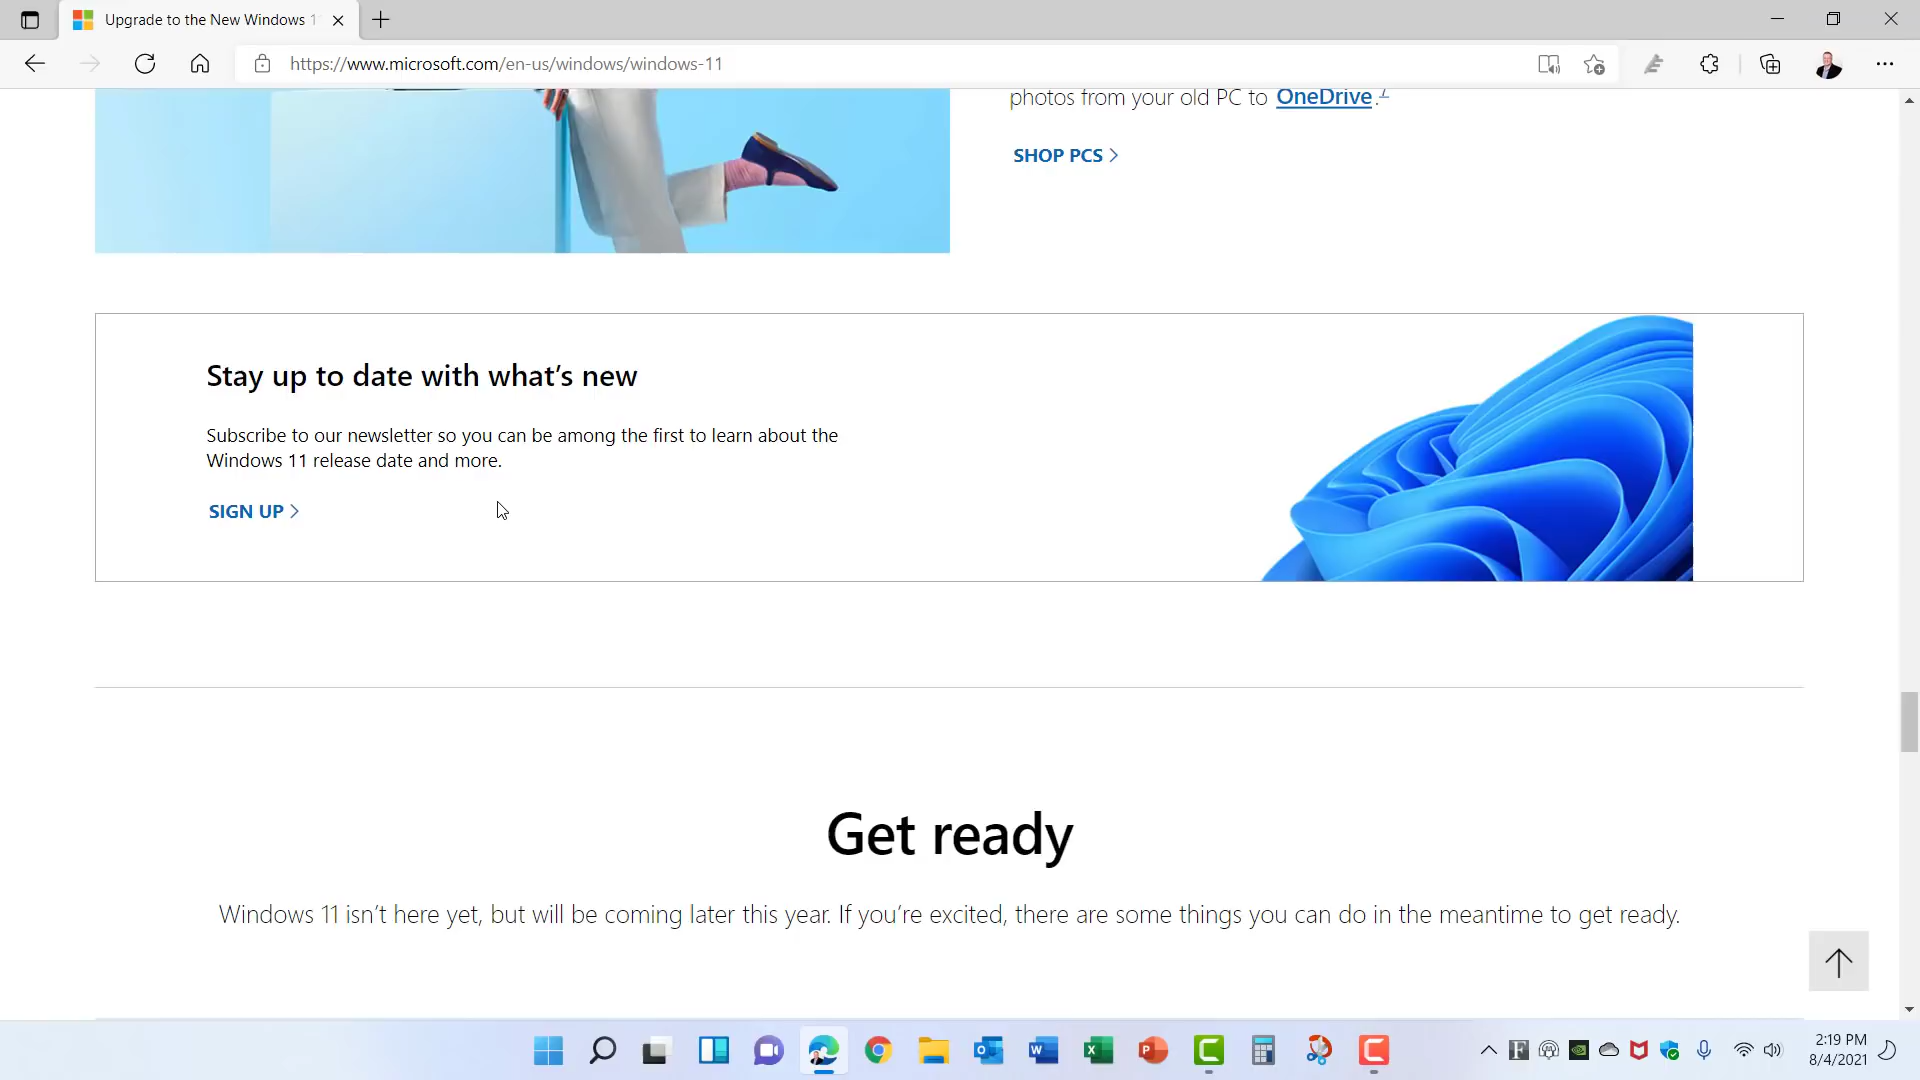 Upgrade to the New Windows 1
https://www.microsoft.com/en-us/windows/windows-11
photos from your old PC to OneDrive.7
SHOP PCS
Stay up to date with what's new
Subscribe to our newsletter so you can be among the first to learn about the
Windows 11 release date and more.
SIGN UP
Get ready
Windows 11 isn't here yet, but will be coming later this year. If you're excited, there are some things you can do in the meantime to get ready.
2:19 PM
8/4/2021